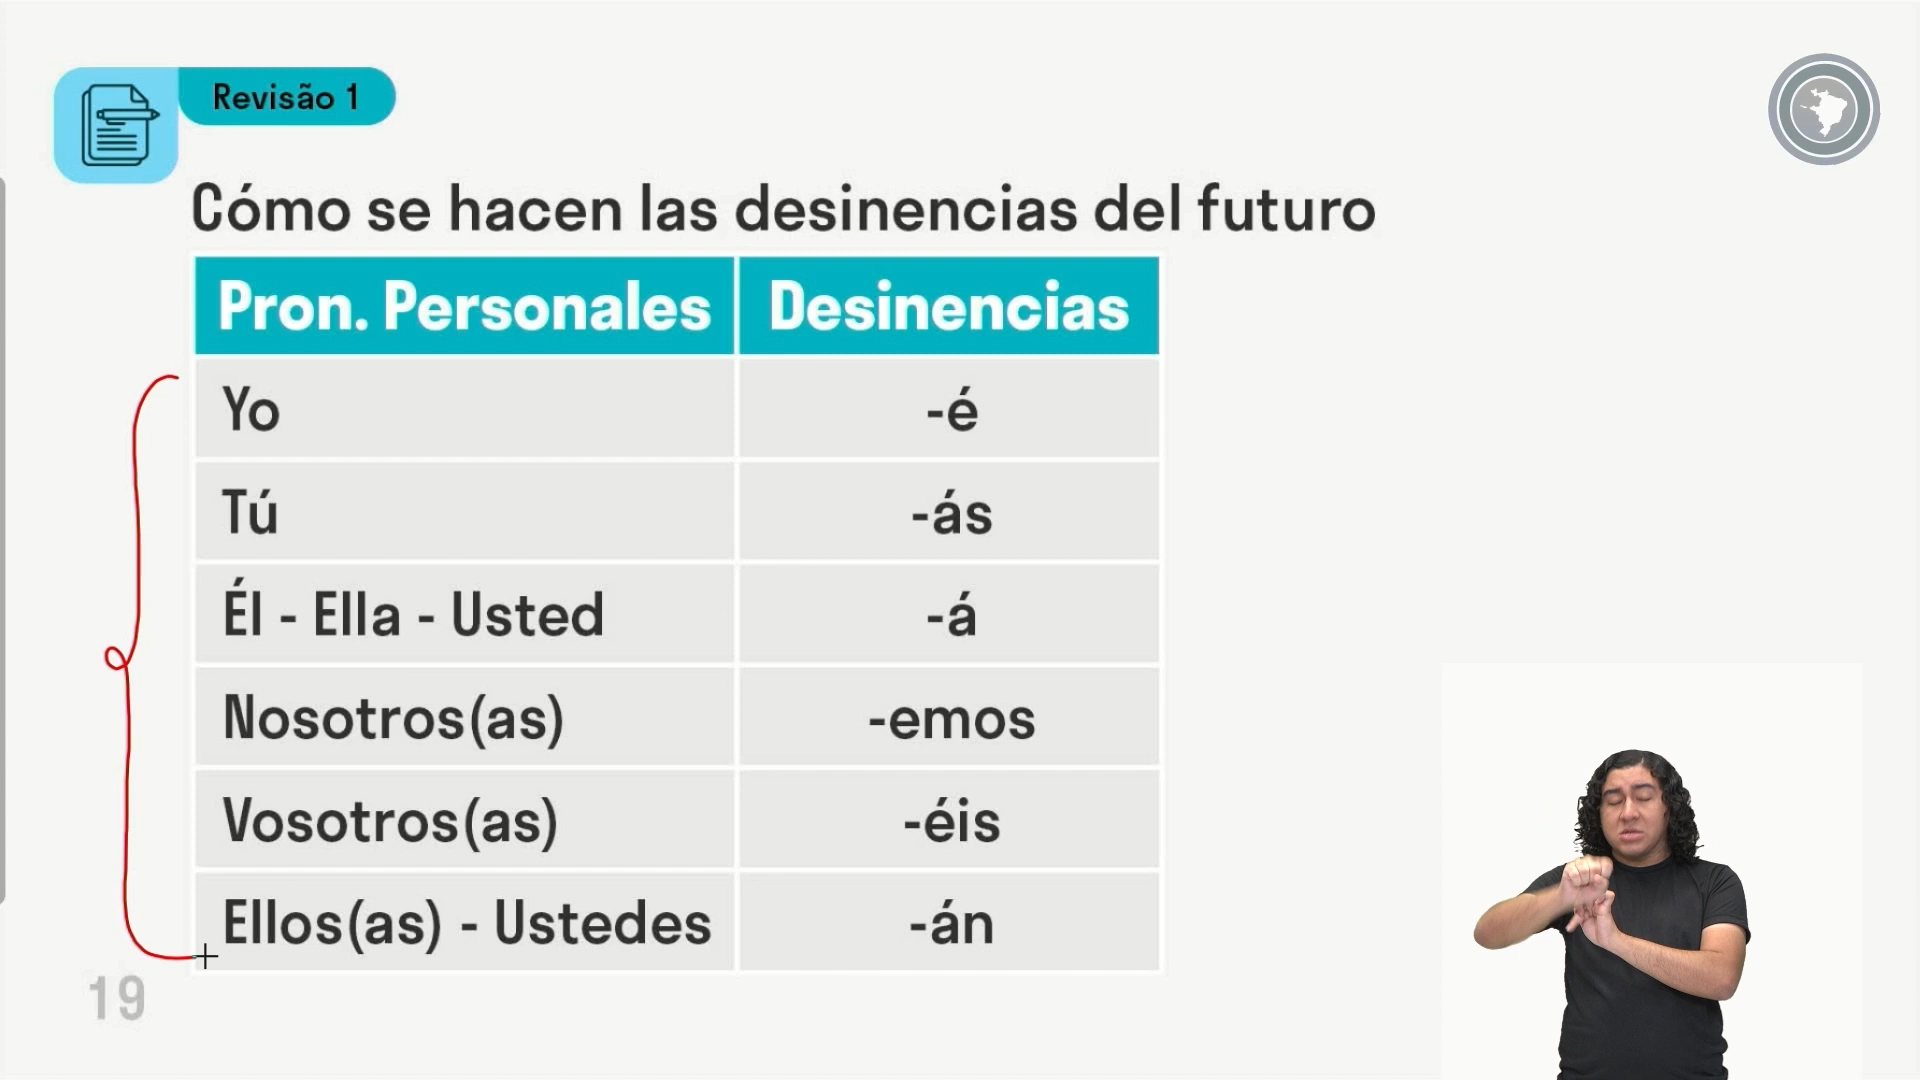 Revisão 1
Cómo se hacen las desinencias del futuro
Pron. Personales Desinencias
Yo -é
Tú -ás
Él - Ella - Usted -á
Nosotros(as) -emos
Vosotros(as) -éis
Ellos(as) - Ustedes -án
19